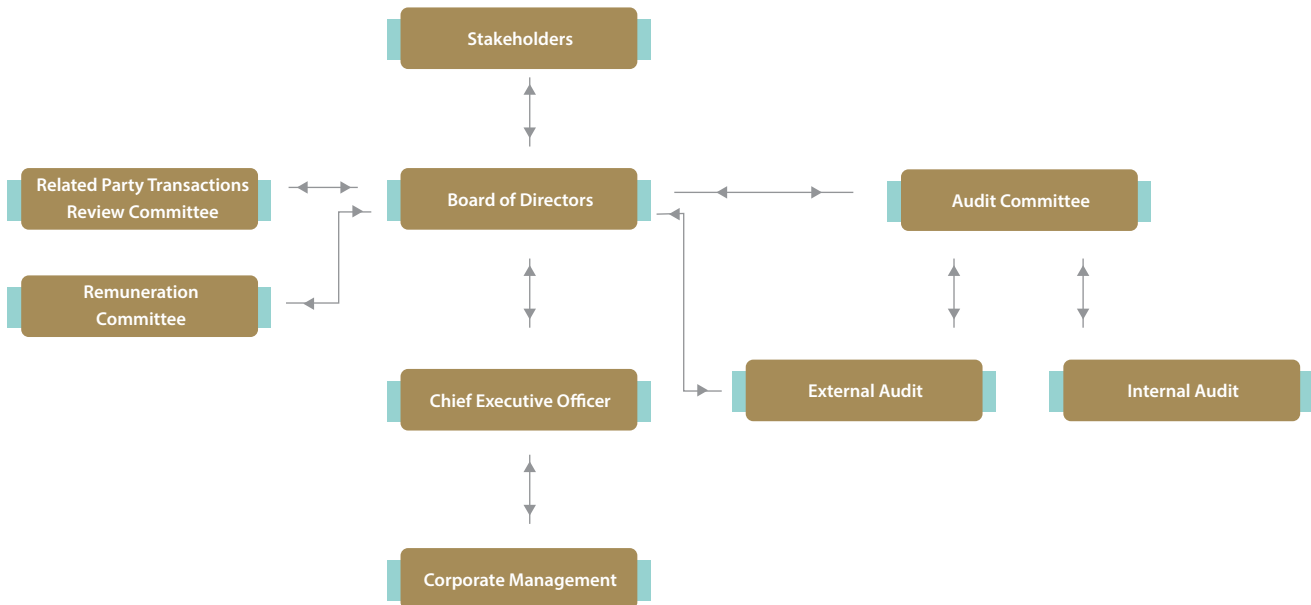 Stakeholders
Related Party Transactions
Review Committee
Board of Directors
Audit Committee
Remuneration
Committee
Chief Executive Officer
External Audit
Internal Audit
Corporate Management